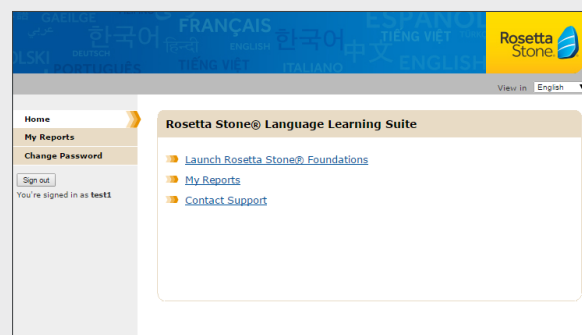 GAEILGE
FRANÇAIS
ESPAÑOL
عربي
한국어
हिन्दी
ENGLISH
한국어
TIẾNG VIỆT
DEUTSCH
中文
ENGLISH
PORTUGUÊS
TIẾNG VIỆT
ITALIANO
Rosetta
Stone
View in English
Home
My Reports
Change Password
Sign out
You're signed in as test1
Rosetta Stone® Language Learning Suite
Launch Rosetta Stone® Foundations
My Reports
Contact Support